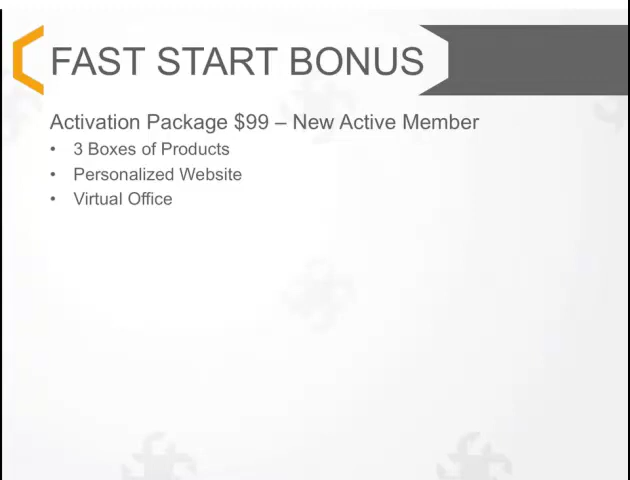 FAST START BONUS
Activation Package $99 – New Active Member
• 3 Boxes of Products
• Personalized Website
• Virtual Office